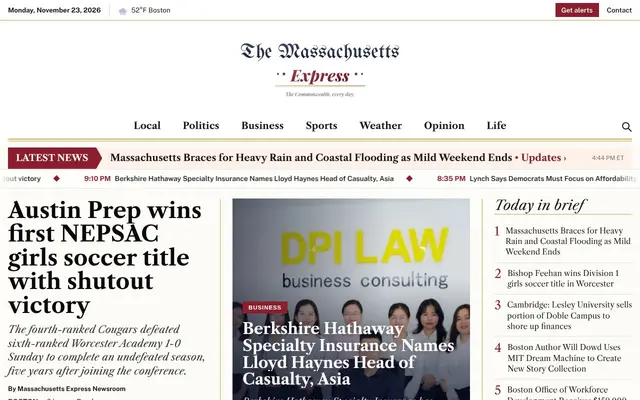 Monday, November 23, 2026
52°F Boston
Get alerts
Contact
The Massachusetts
Express
The Commonwealth, every day.
Local
Politics
Business
Sports
Weather
Opinion
Life
LATEST NEWS
Massachusetts Braces for Heavy Rain and Coastal Flooding as Mild Weekend Ends • Updates ›
4:44 PM ET
tout victory
9:10 PM Berkshire Hathaway Specialty Insurance Names Lloyd Haynes Head of Casualty, Asia
8:35 PM Lynch Says Democrats Must Focus on Affordability
Austin Prep wins
first NEPSAC
girls soccer title
with shutout
victory
The fourth-ranked Cougars defeated
sixth-ranked Worcester Academy 1-0
Sunday to complete an undefeated season,
five years after joining the conference.
By Massachusetts Express Newsroom
DPI LAW
business consulting
BUSINESS
Berkshire Hathaway
Specialty Insurance Names
Lloyd Haynes Head of
Casualty, Asia
Today in brief
1 Massachusetts Braces for Heavy
Rain and Coastal Flooding as Mild
Weekend Ends
2 Bishop Feehan wins Division 1
girls soccer title in Worcester
3 Cambridge: Lesley University sells
portion of Doble Campus to
shore up finances
4 Boston Author Will Dowd Uses
MIT Dream Machine to Create
New Story Collection
5 Boston Office of Workforce